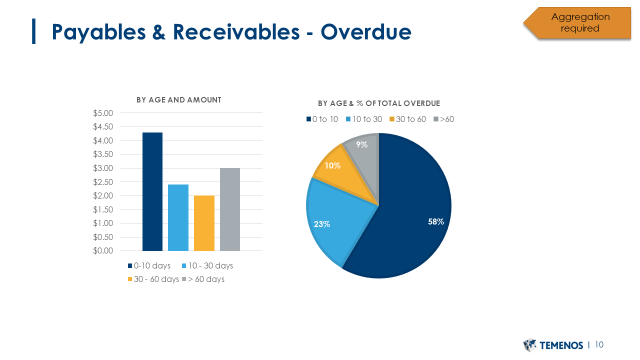 Payables & Receivables - Overdue
Aggregation
required
BY AGE AND AMOUNT
$5.00
$4.50
$4.00
$3.50
$3.00
$2.50
$2.00
$1.50
$1.00
$0.50
$0.00
0-10 days
10 - 30 days
30 - 60 days
> 60 days
BY AGE & % OF TOTAL OVERDUE
0 to 10
10 to 30
30 to 60
>60
9%
10%
23%
58%
TEMENOS
10